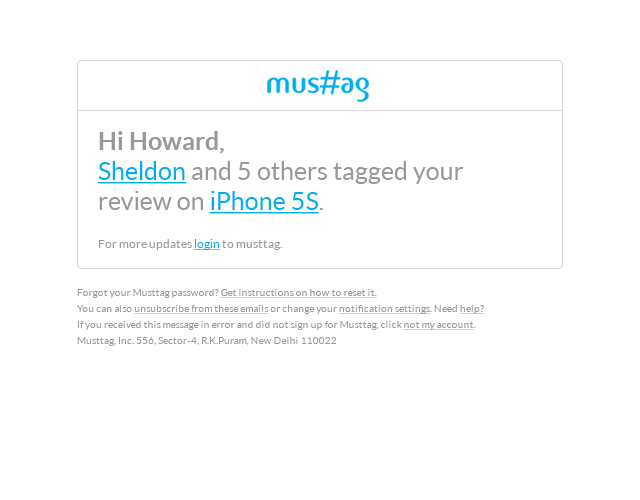 mus#ag
Hi Howard,
Sheldon and 5 others tagged your
review on iPhone 5S.
For more updates login to musttag.
Forgot your Musttag password? Get instructions on how to reset it.
You can also unsubscribe from these emails or change your notification settings. Need help?
If you received this message in error and did not sign up for Musttag, click not my account.
Musttag, Inc. 556, Sector-4, R.K.Puram, New Delhi 110022